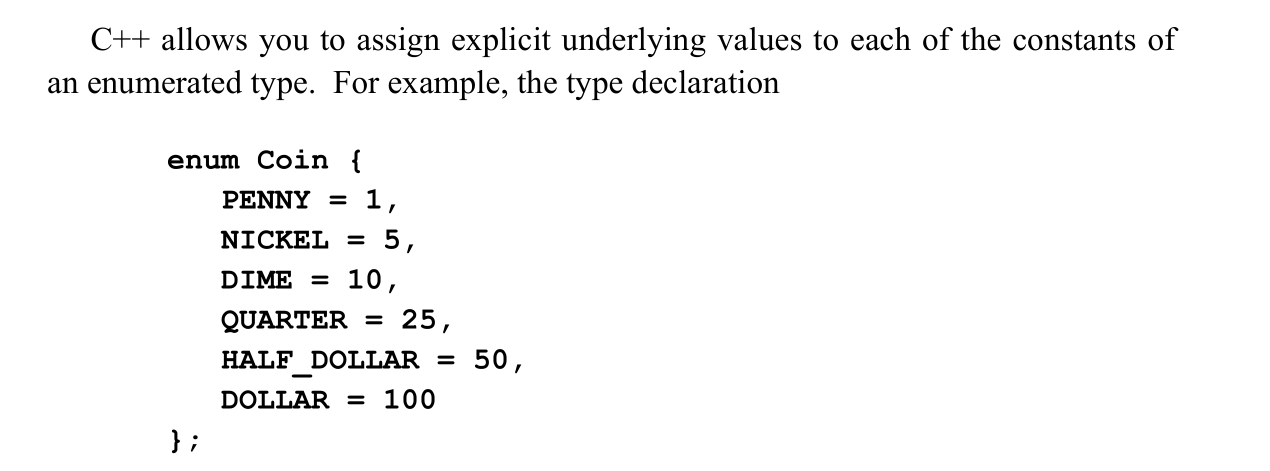 C++ allows you to assign explicit underlying values to each of the constants of
an enumerated type.  For example, the type declaration
enum Coin {
   PENNY = 1,
   NICKEL = 5,
   DIME = 10,
   QUARTER = 25,
   HALF_DOLLAR = 50,
   DOLLAR = 100
};